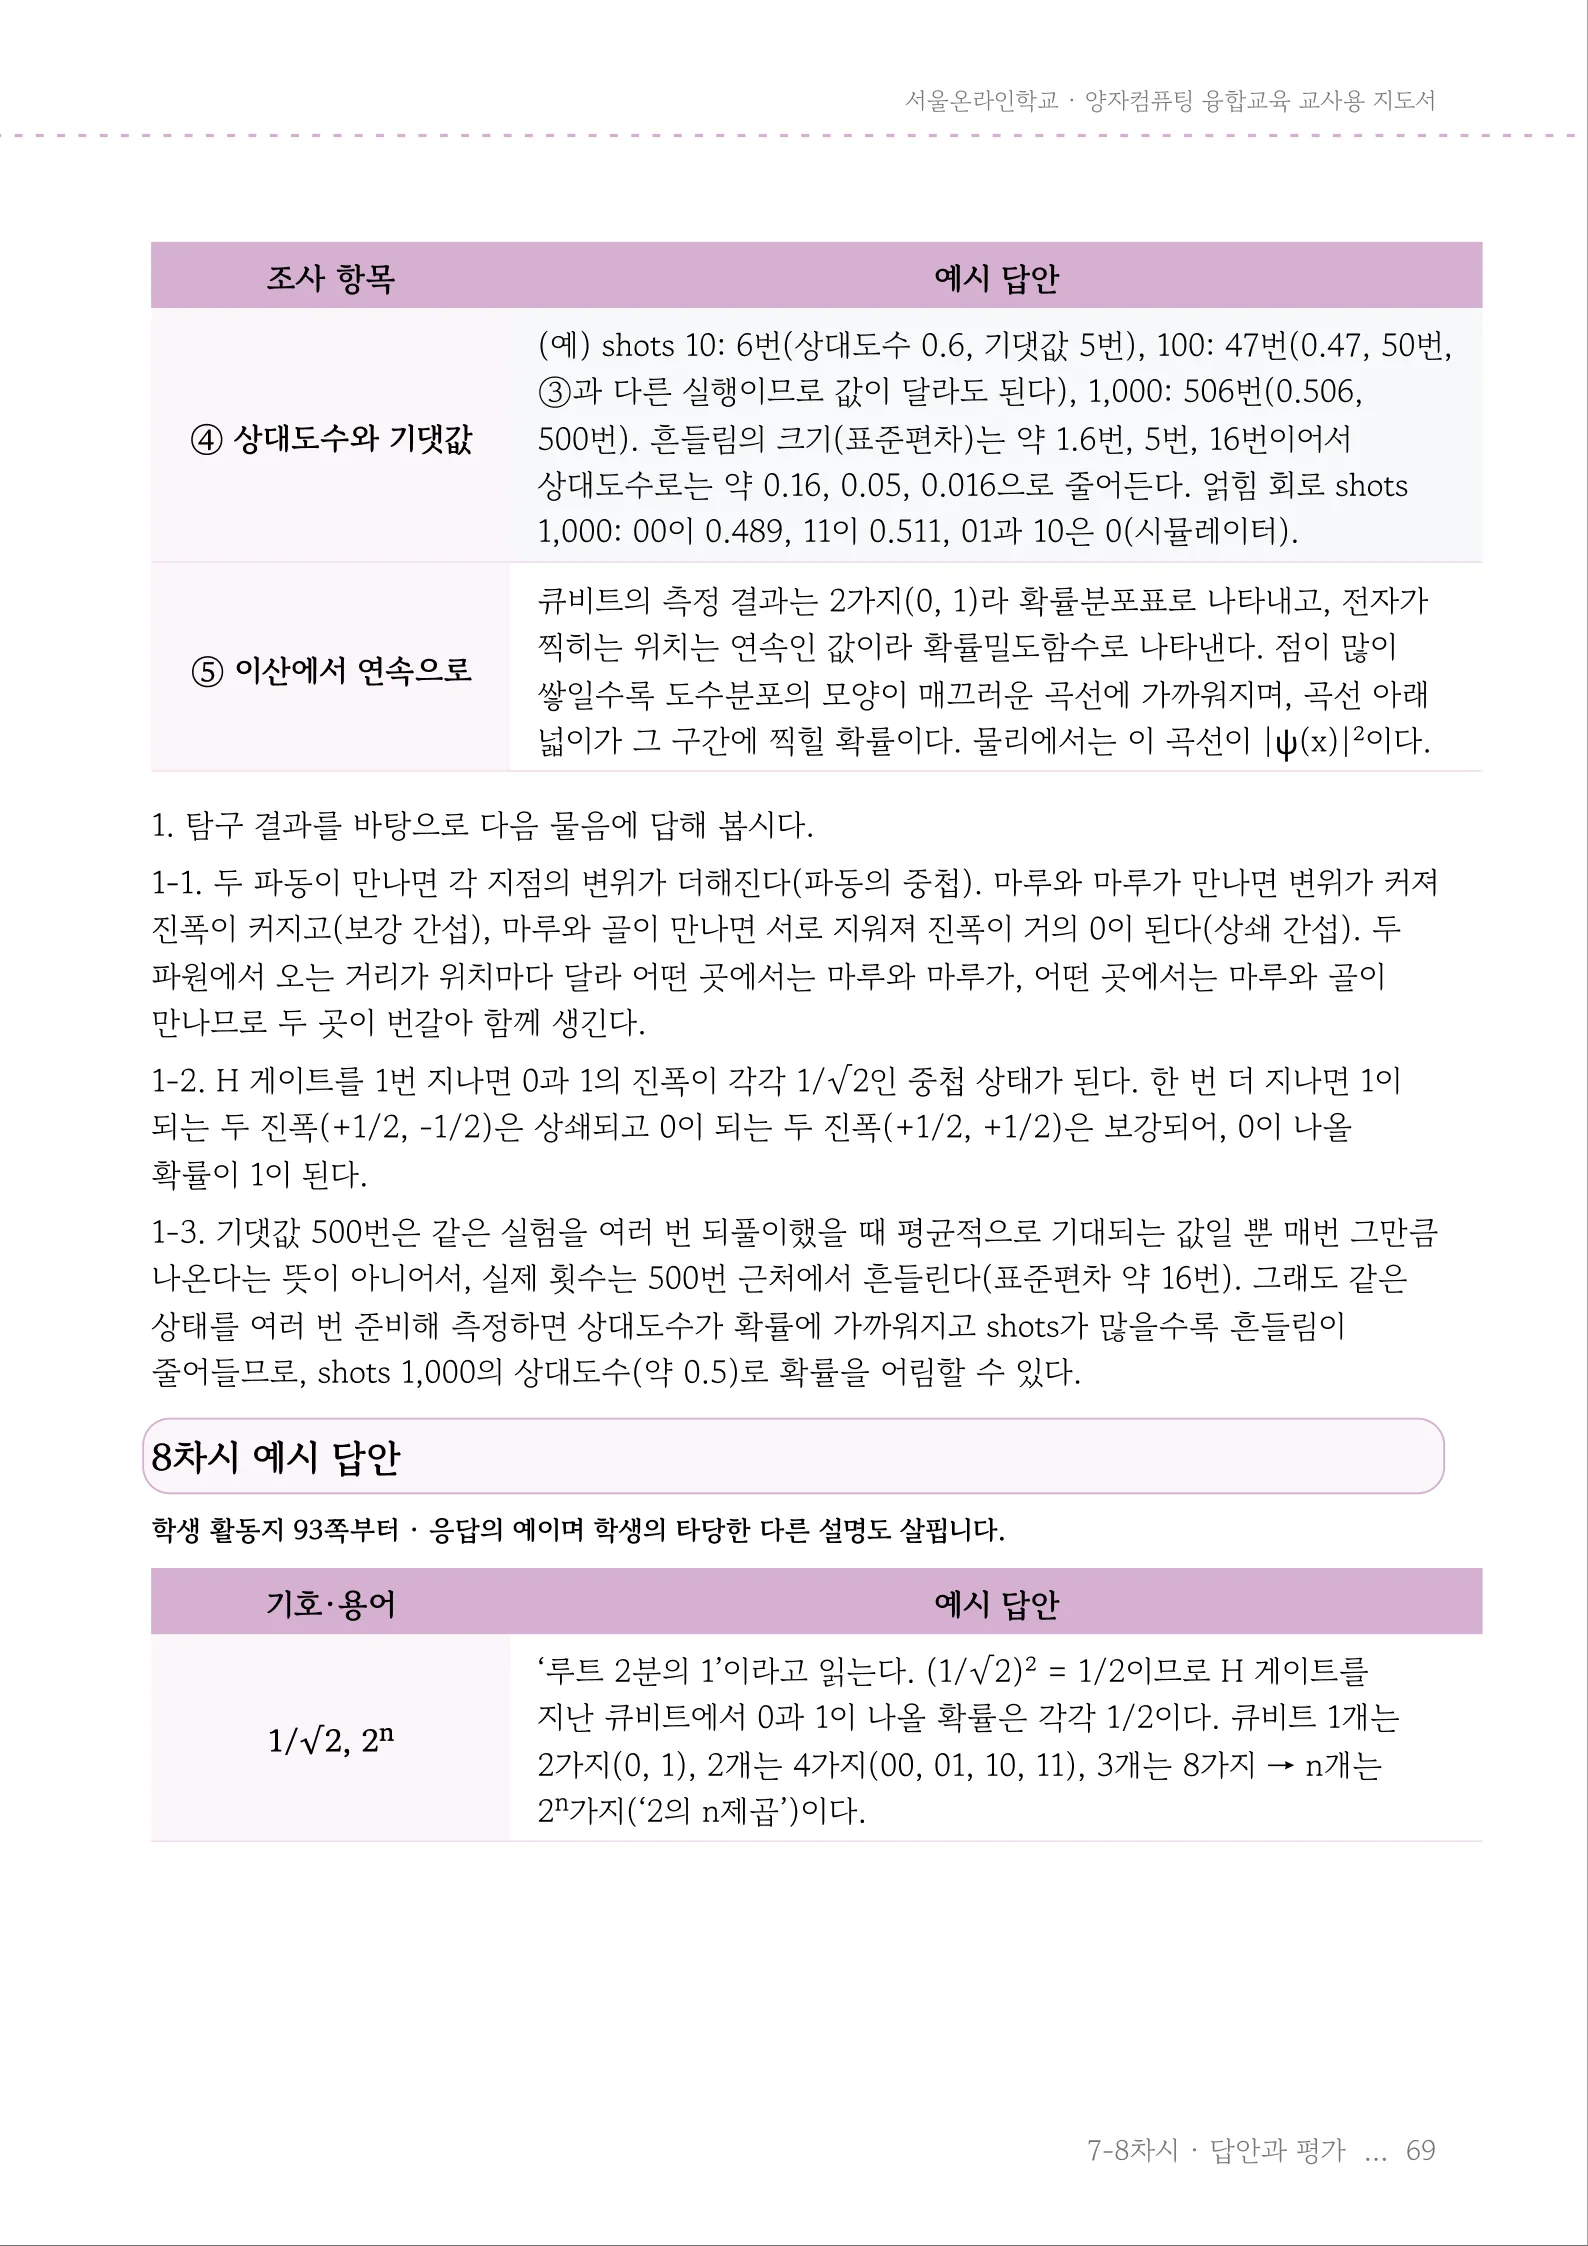 서울온라인학교 · 양자컴퓨팅 융합교육 교사용 지도서
조사 항목
예시 답안
④ 상대도수와 기댓값
(예) shots 10: 6번(상대도수 0.6, 기댓값 5번), 100: 47번(0.47, 50번,
③과 다른 실행이므로 값이 달라도 된다), 1,000: 506번(0.506,
500번). 흔들림의 크기(표준편차)는 약 1.6번, 5번, 16번이어서
상대도수로는 약 0.16, 0.05, 0.016으로 줄어든다. 얽힘 회로 shots
1,000: 00이 0.489, 11이 0.511, 01과 10은 0(시뮬레이터).
⑤ 이산에서 연속으로
큐비트의 측정 결과는 2가지(0, 1)라 확률분포표로 나타내고, 전자가
찍히는 위치는 연속인 값이라 확률밀도함수로 나타낸다. 점이 많이
쌓일수록 도수분포의 모양이 매끄러운 곡선에 가까워지며, 곡선 아래
넓이가 그 구간에 찍힐 확률이다. 물리에서는 이 곡선이 |ψ(x)|²이다.
1. 탐구 결과를 바탕으로 다음 물음에 답해 봅시다.
1-1. 두 파동이 만나면 각 지점의 변위가 더해진다(파동의 중첩). 마루와 마루가 만나면 변위가 커져
진폭이 커지고(보강 간섭), 마루와 골이 만나면 서로 지워져 진폭이 거의 0이 된다(상쇄 간섭). 두
파원에서 오는 거리가 위치마다 달라 어떤 곳에서는 마루와 마루가, 어떤 곳에서는 마루와 골이
만나므로 두 곳이 번갈아 함께 생긴다.
1-2. H 게이트를 1번 지나면 0과 1의 진폭이 각각 1/√2인 중첩 상태가 된다. 한 번 더 지나면 1이
되는 두 진폭(+1/2, -1/2)은 상쇄되고 0이 되는 두 진폭(+1/2, +1/2)은 보강되어, 0이 나올
확률이 1이 된다.
1-3. 기댓값 500번은 같은 실험을 여러 번 되풀이했을 때 평균적으로 기대되는 값일 뿐 매번 그만큼
나온다는 뜻이 아니어서, 실제 횟수는 500번 근처에서 흔들린다(표준편차 약 16번). 그래도 같은
상태를 여러 번 준비해 측정하면 상대도수가 확률에 가까워지고 shots가 많을수록 흔들림이
줄어들므로, shots 1,000의 상대도수(약 0.5)로 확률을 어림할 수 있다.
8차시 예시 답안
학생 활동지 93쪽부터 · 응답의 예이며 학생의 타당한 다른 설명도 살핍니다.
기호·용어
예시 답안
1/√2, 2ⁿ
‘루트 2분의 1’이라고 읽는다. (1/√2)² = 1/2이므로 H 게이트를
지난 큐비트에서 0과 1이 나올 확률은 각각 1/2이다. 큐비트 1개는
2가지(0, 1), 2개는 4가지(00, 01, 10, 11), 3개는 8가지 → n개는
2ⁿ가지(‘2의 n제곱’)이다.
7-8차시 · 답안과 평가 ... 69